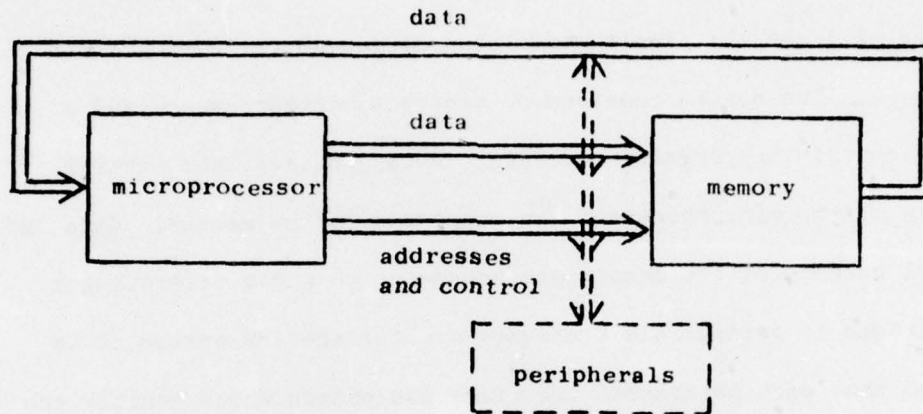 data
data
microprocessor
memory
addresses
and control
peripherals